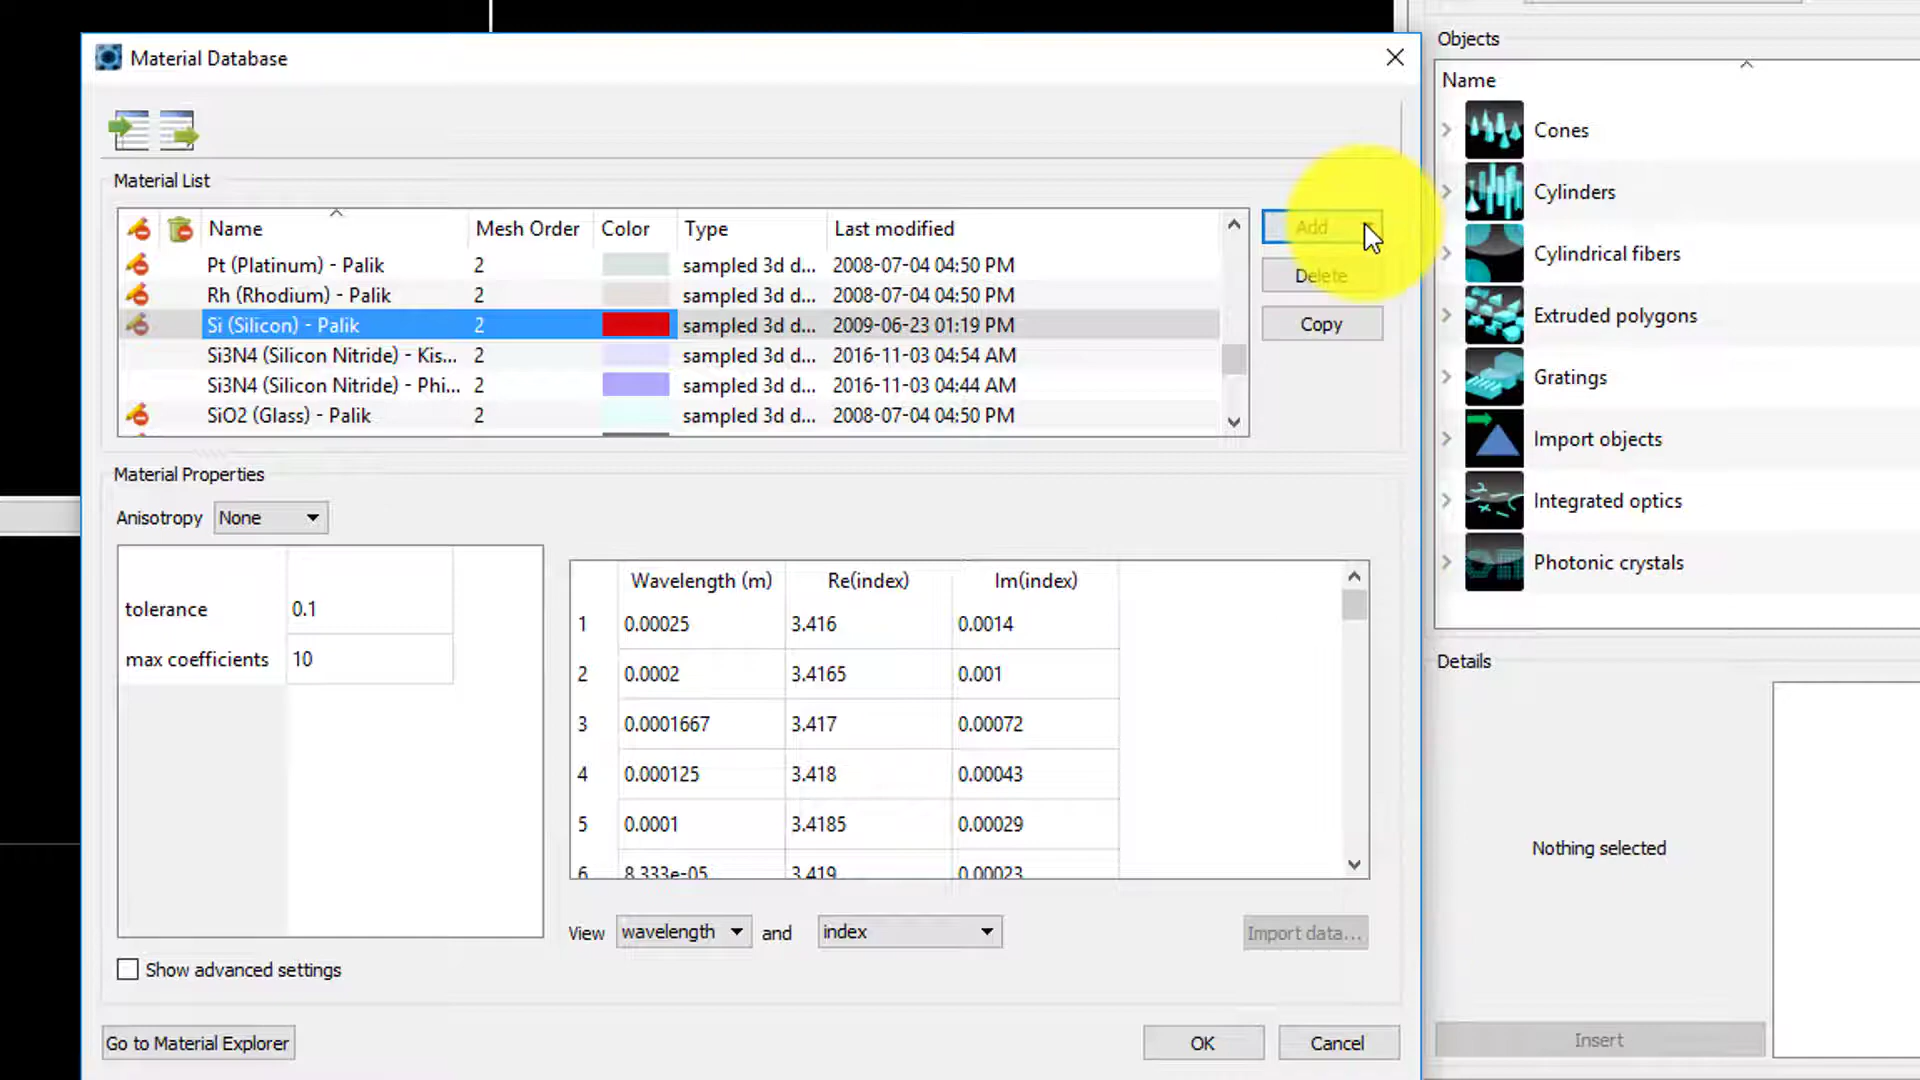 Material Database
Material List
Name Mesh Order Color Type Last modified
Pt (Platinum) - Palik 2 sampled 3d d... 2008-07-04 04:50 PM
Rh (Rhodium) - Palik 2 sampled 3d d... 2008-07-04 04:50 PM
Si (Silicon) - Palik 2 sampled 3d d... 2009-06-23 01:19 PM
Si3N4 (Silicon Nitride) - Kis... 2 sampled 3d d... 2016-11-03 04:54 AM
Si3N4 (Silicon Nitride) - Phi... 2 sampled 3d d... 2016-11-03 04:44 AM
SiO2 (Glass) - Palik 2 sampled 3d d... 2008-07-04 04:50 PM
Add
Delete
Copy
Material Properties
Anisotropy None
tolerance 0.1
max coefficients 10
Wavelength (m) Re(index) Im(index)
1 0.00025 3.416 0.0014
2 0.0002 3.4165 0.001
3 0.0001667 3.417 0.00072
4 0.000125 3.418 0.00043
5 0.0001 3.4185 0.00029
6 8.333e-05 3.419 0.00023
View wavelength and index
Import data...
Show advanced settings
Go to Material Explorer
OK
Cancel
Objects
Name
Cones
Cylinders
Cylindrical fibers
Extruded polygons
Gratings
Import objects
Integrated optics
Photonic crystals
Details
Nothing selected
Insert